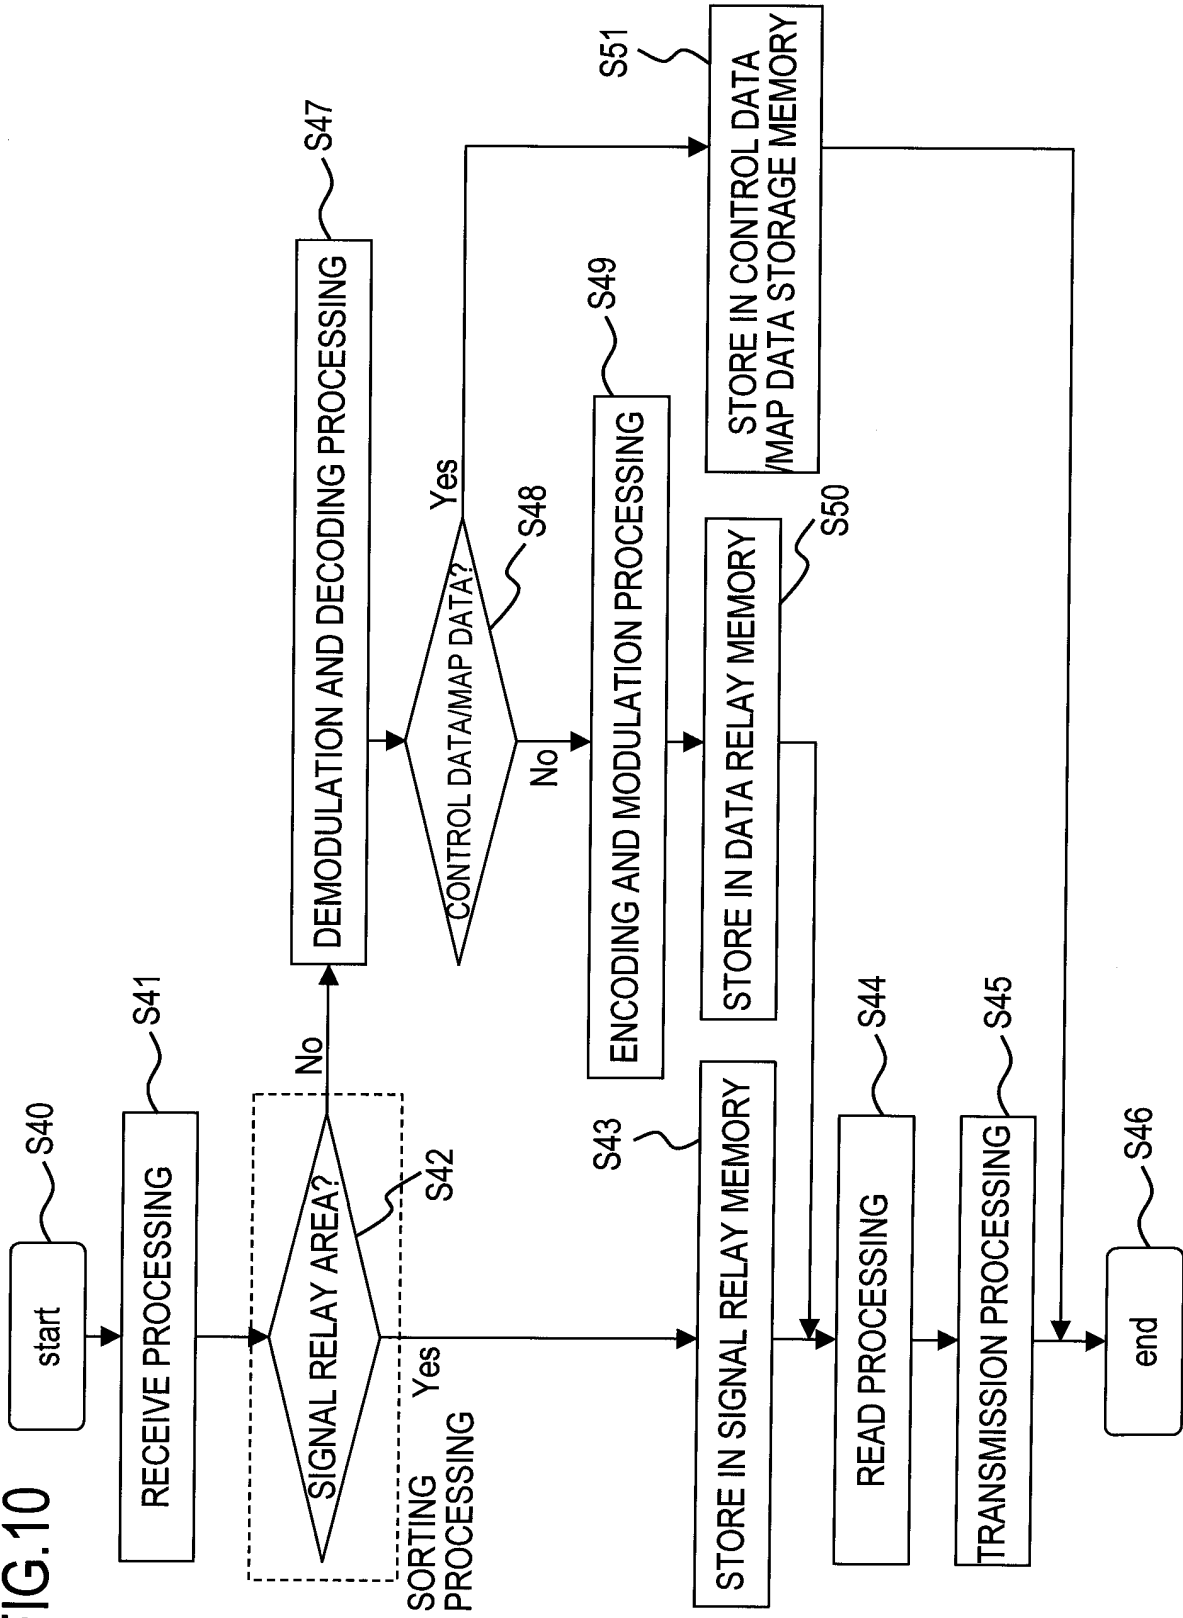 FIG.10
start
S40
RECEIVE PROCESSING
S41
SIGNAL RELAY AREA?
S42
No
Yes
SORTING
PROCESSING
DEMODULATION AND DECODING PROCESSING
S47
CONTROL DATA/MAP DATA?
S48
Yes
No
ENCODING AND MODULATION PROCESSING
S49
STORE IN DATA RELAY MEMORY
S50
STORE IN CONTROL DATA
/MAP DATA STORAGE MEMORY
S51
STORE IN SIGNAL RELAY MEMORY
S43
READ PROCESSING
S44
TRANSMISSION PROCESSING
S45
end
S46